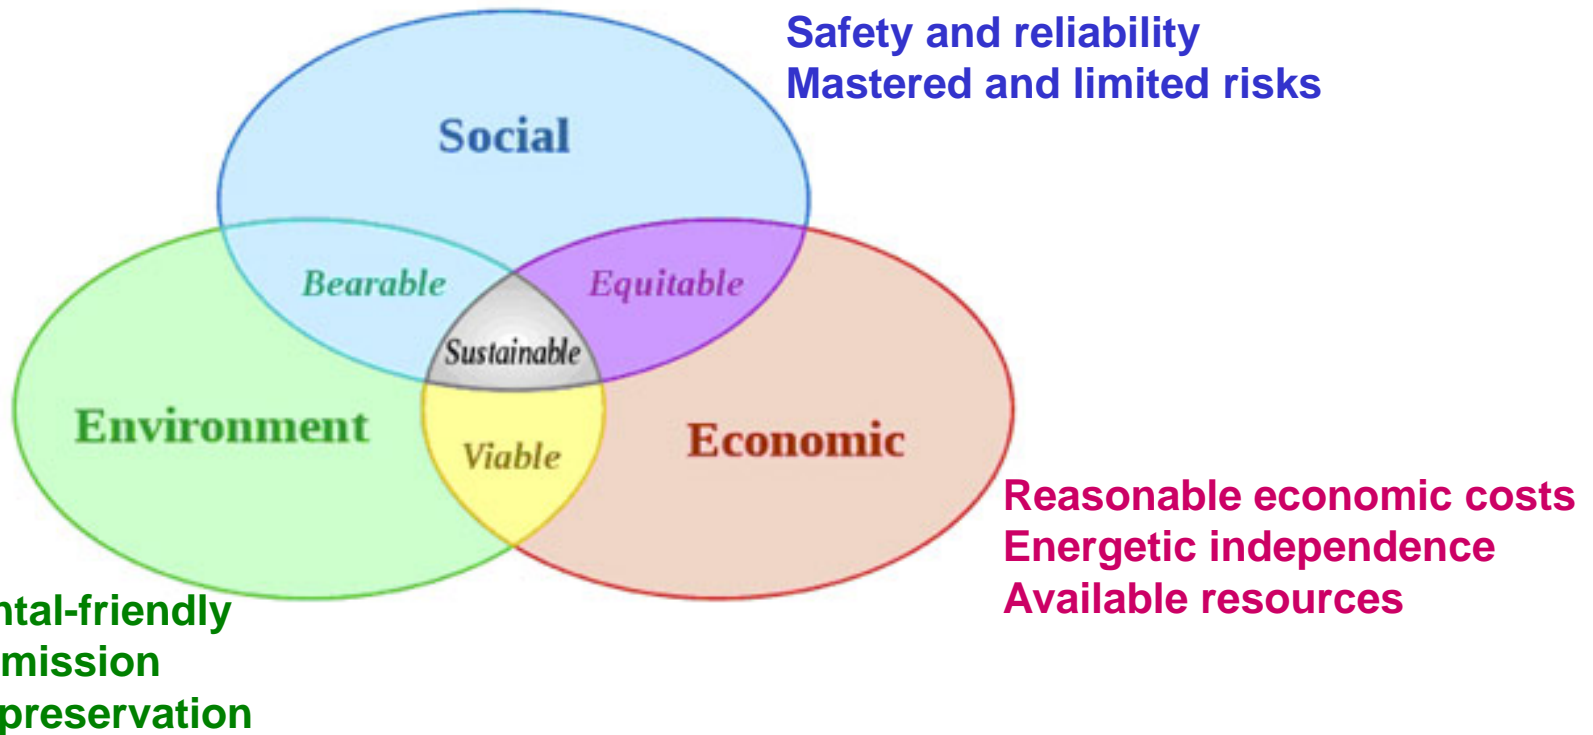 Safety and reliability
Mastered and limited risks
Social
Bearable
Equitable
Sustainable
Environment
Viable
Economic
Reasonable economic costs
Energetic independence
Available resources
ntal-friendly
mission
preservation